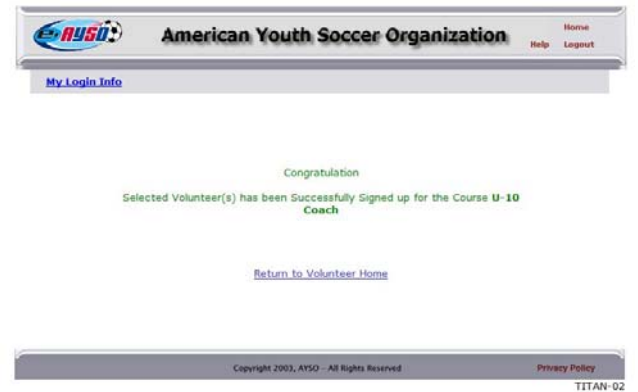 e-AYSO
American Youth Soccer Organization
Home
Help Logout
My Login Info
Congratulation
Selected Volunteer(s) has been Successfully Signed up for the Course U-10
Coach
Return to Volunteer Home
Copyright 2003, AYSO - All Rights Reserved
Privacy Policy
TITAN-02